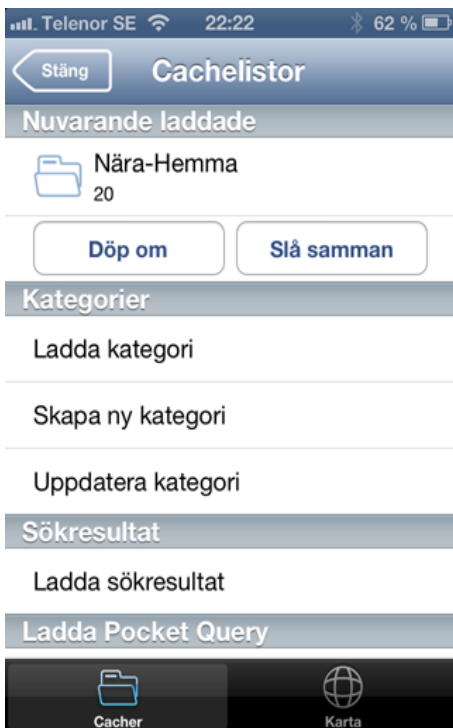 Telenor SE 22:22 62 %
Stäng Cachelistor
Nuvarande laddade
Nära-Hemma
20
Döp om Slå samman
Kategorier
Ladda kategori
Skapa ny kategori
Uppdatera kategori
Sökresultat
Ladda sökresultat
Ladda Pocket Query
Cacher Karta